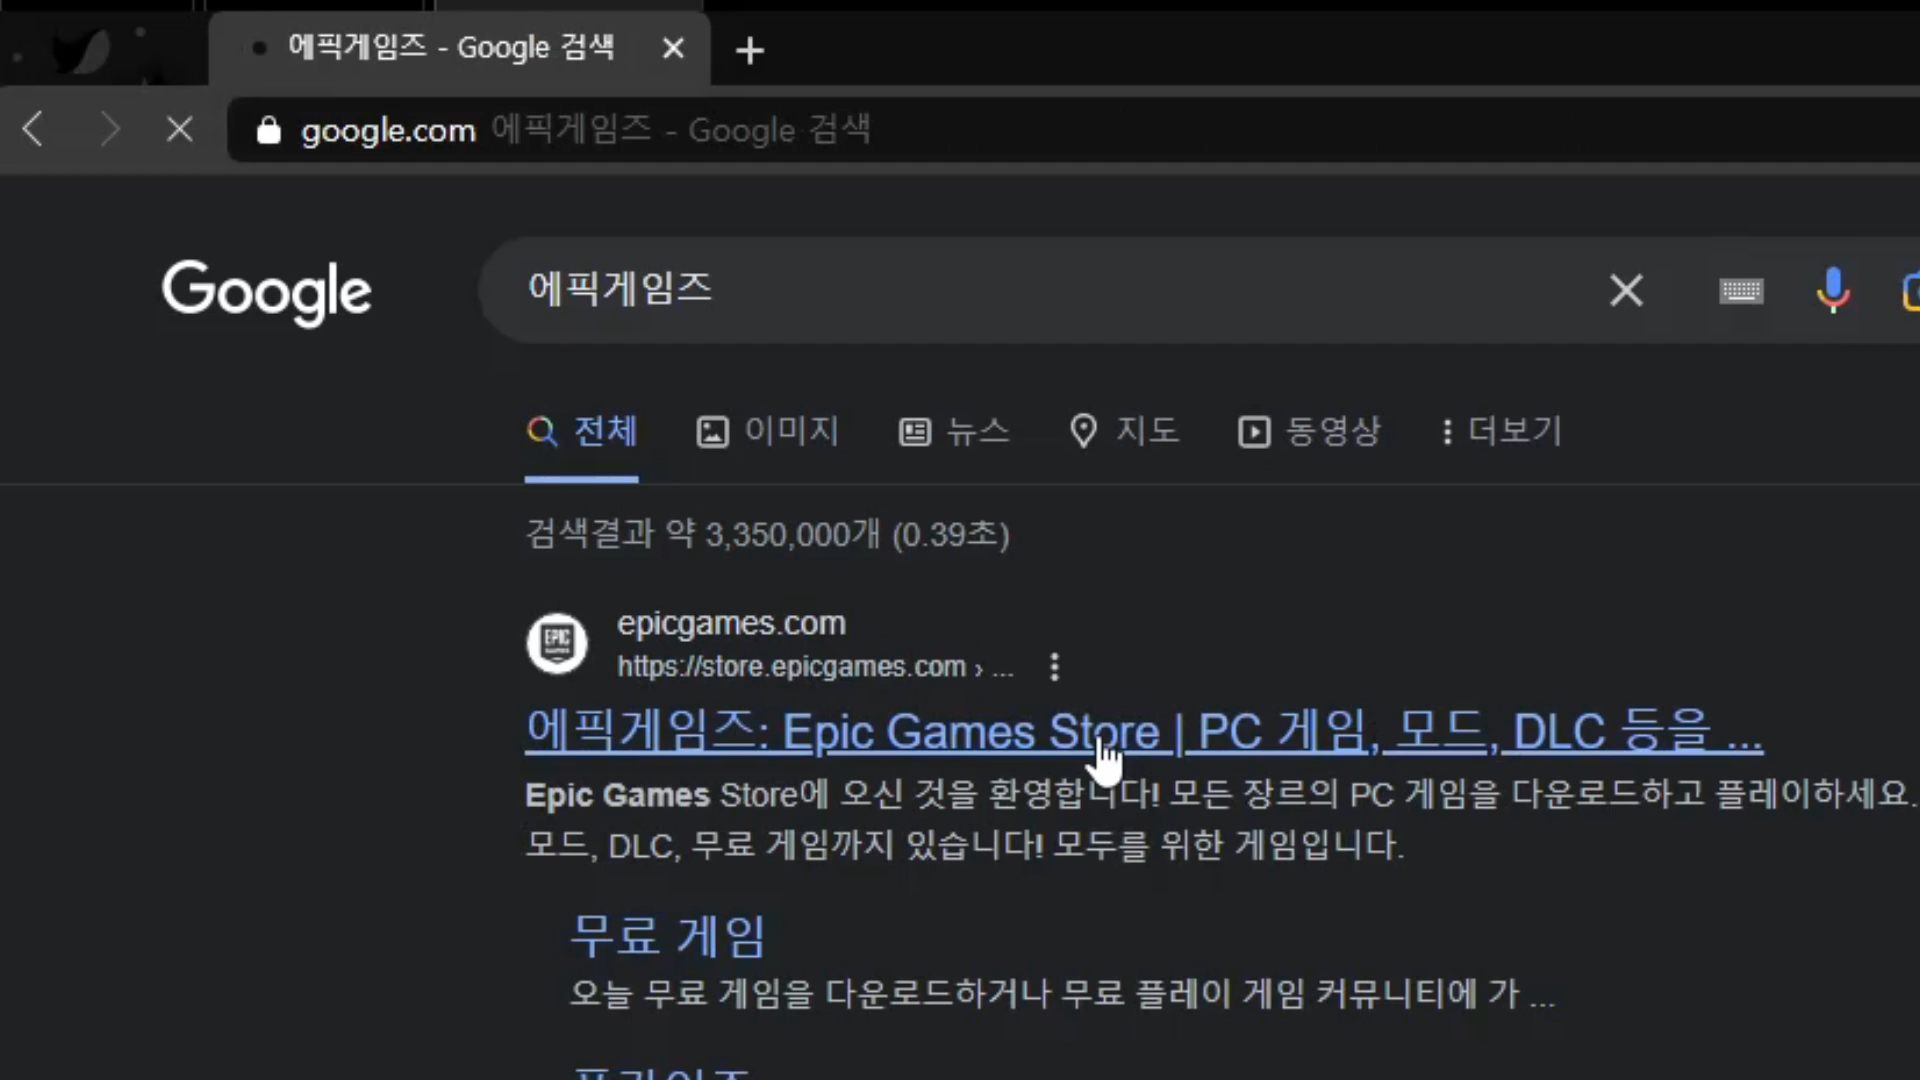 에픽게임즈 - Google 검색
google.com 에픽게임즈 - Google 검색
Google 에픽게임즈
전체 이미지 뉴스 지도 동영상 더보기
검색결과 약 3,350,000개 (0.39초)
EPIC GAMES epicgames.com
https://store.epicgames.com › ...
에픽게임즈: Epic Games Store | PC 게임, 모드, DLC 등을 ...
Epic Games Store에 오신 것을 환영합니다! 모든 장르의 PC 게임을 다운로드하고 플레이하세요.
모드, DLC, 무료 게임까지 있습니다! 모두를 위한 게임입니다.
무료 게임
오늘 무료 게임을 다운로드하거나 무료 플레이 게임 커뮤니티에 가 ...